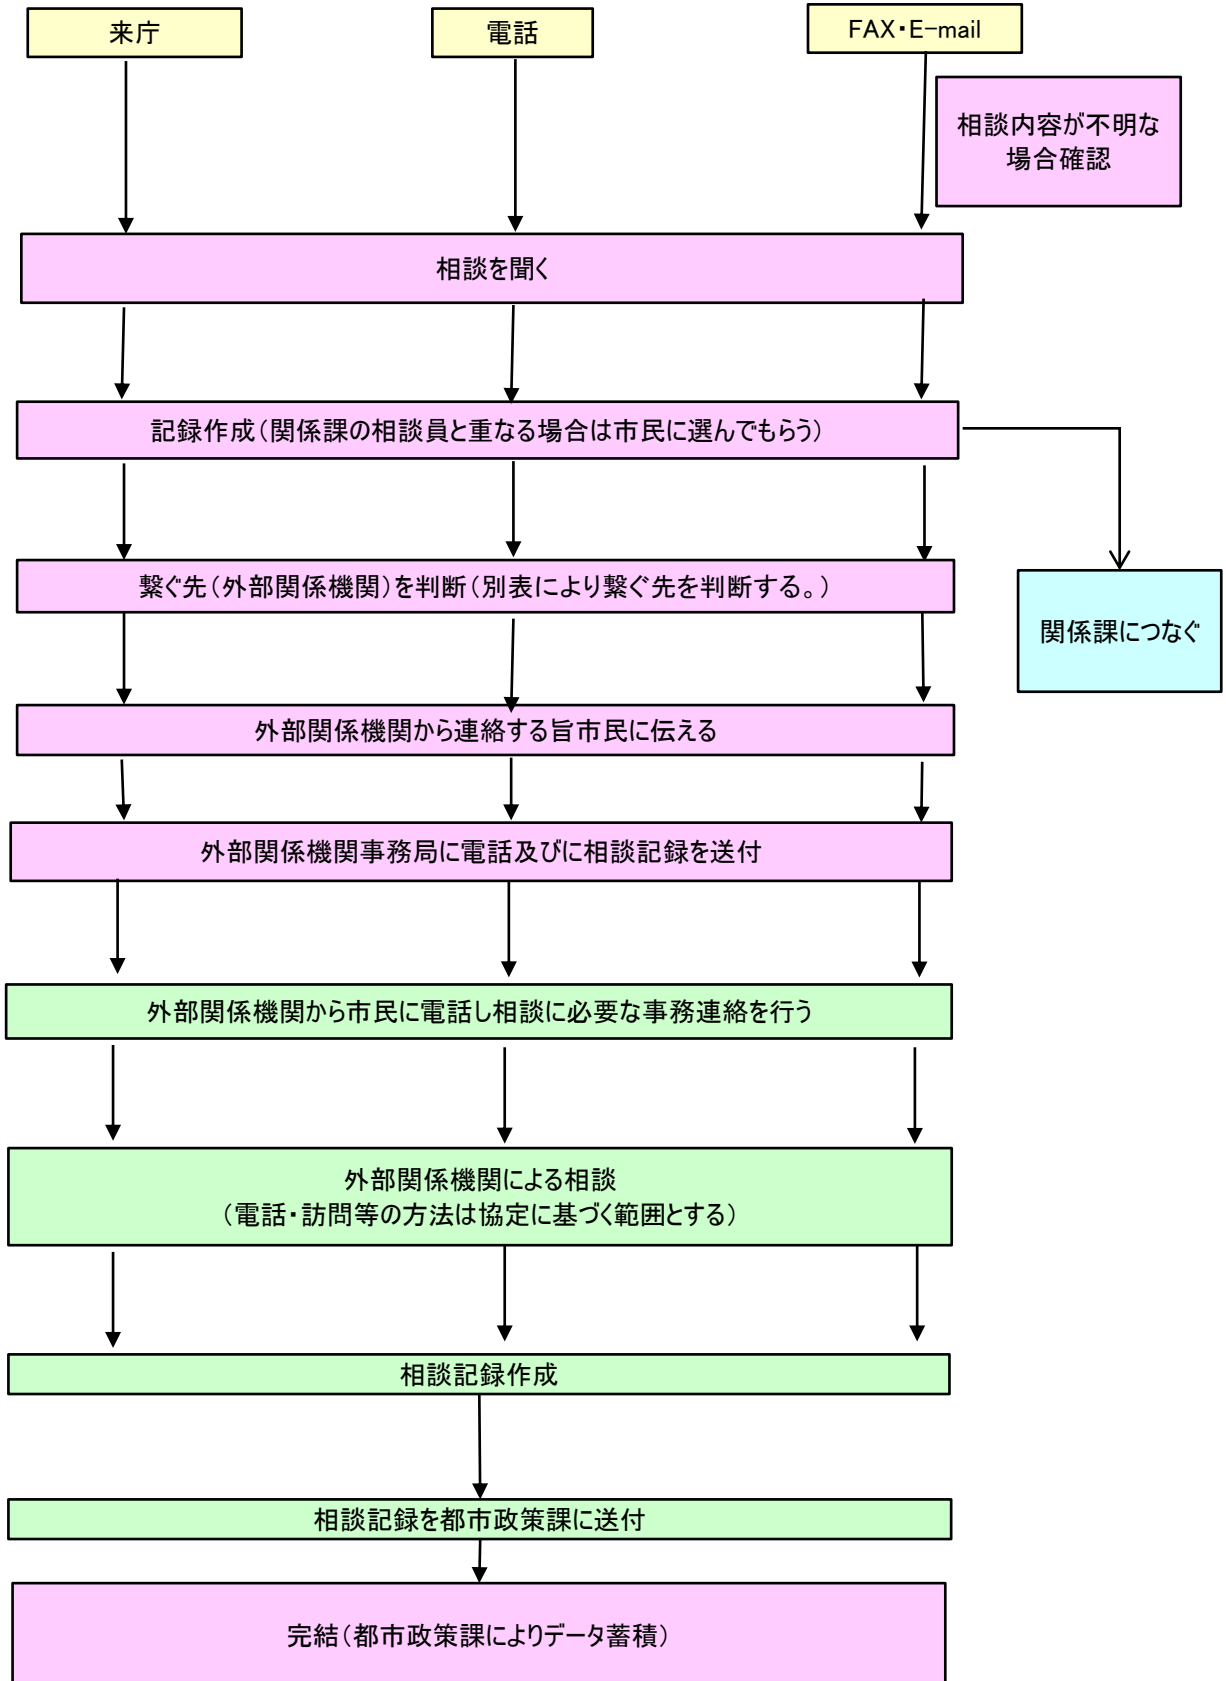 来庁
電話
FAX・E-mail
相談内容が不明な
場合確認
相談を聞く
記録作成(関係課の相談員と重なる場合は市民に選んでもらう)
繋ぐ先(外部関係機関)を判断(別表により繋ぐ先を判断する。)
関係課につなぐ
外部関係機関から連絡する旨市民に伝える
外部関係機関事務局に電話及びに相談記録を送付
外部関係機関から市民に電話し相談に必要な事務連絡を行う
外部関係機関による相談
(電話・訪問等の方法は協定に基づく範囲とする)
相談記録作成
相談記録を都市政策課に送付
完結(都市政策課によりデータ蓄積)